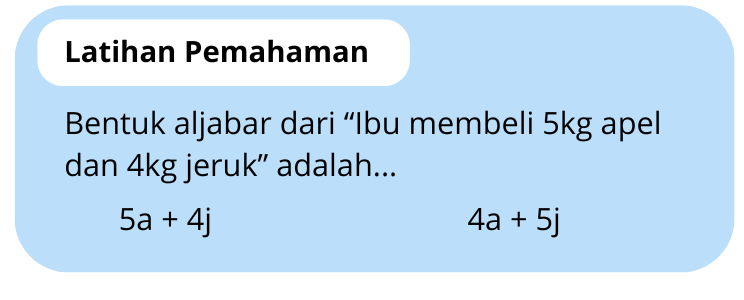 Latihan Pemahaman
Bentuk aljabar dari “Ibu membeli 5kg apel
dan 4kg jeruk” adalah...
5a + 4j 4a + 5j